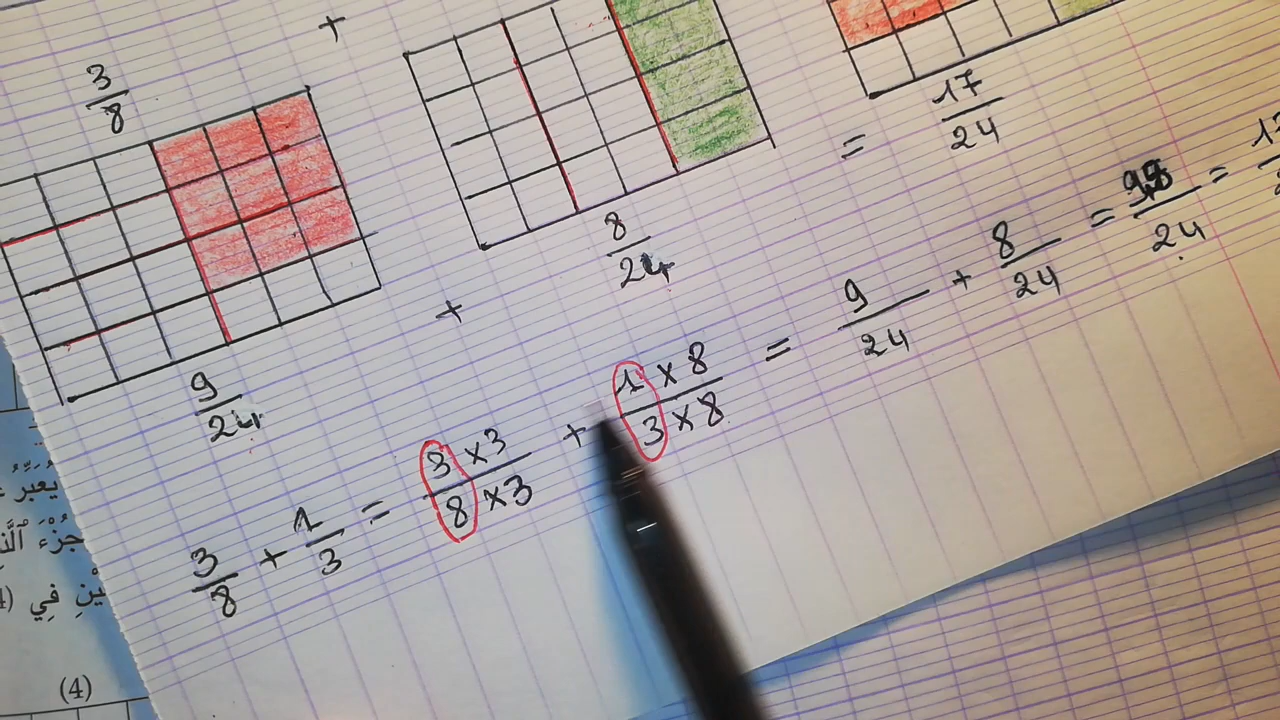 3/8
+
9/24 + 8/24 = 17/24
3/8 + 1/3 = 3×3/8×3 + 1×8/3×8 = 9/24 + 8/24 = /24 =
يُعَبِّرُ
جُزْءَ
فِي
(4)